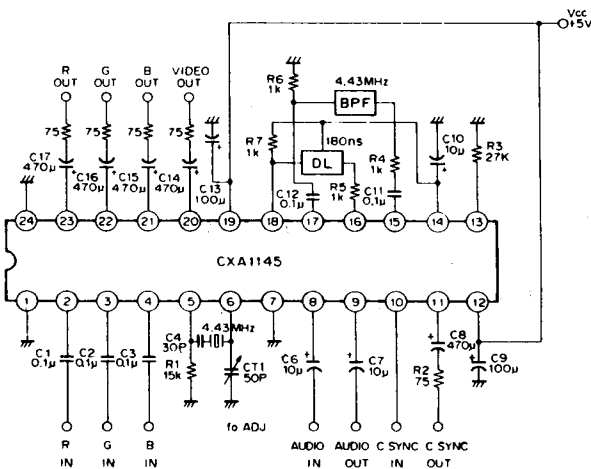 Vcc
+5V
R
OUT
G
OUT
B
OUT
VIDEO
OUT
R6
1k
4.43MHz
BPF
75
75
75
75
R7
1k
180ns
DL
R4
1k
C10
10μ
R3
27K
C17
470μ
C16
470μ
C15
470μ
C14
470μ
C13
100μ
C12
0.1μ
R5
1k
C11
0.1μ
24
23
22
21
20
19
18
17
16
15
14
13
CXA1145
1
2
3
4
5
6
7
8
9
10
11
12
C1
0.1μ
C2
0.1μ
C3
0.1μ
C4
30P
4.43MHz
R1
15k
CT1
50P
C6
10μ
C7
10μ
C8
470μ
R2
75
C9
100μ
fo ADJ
R
IN
G
IN
B
IN
AUDIO
IN
AUDIO
OUT
C SYNC
IN
C SYNC
OUT